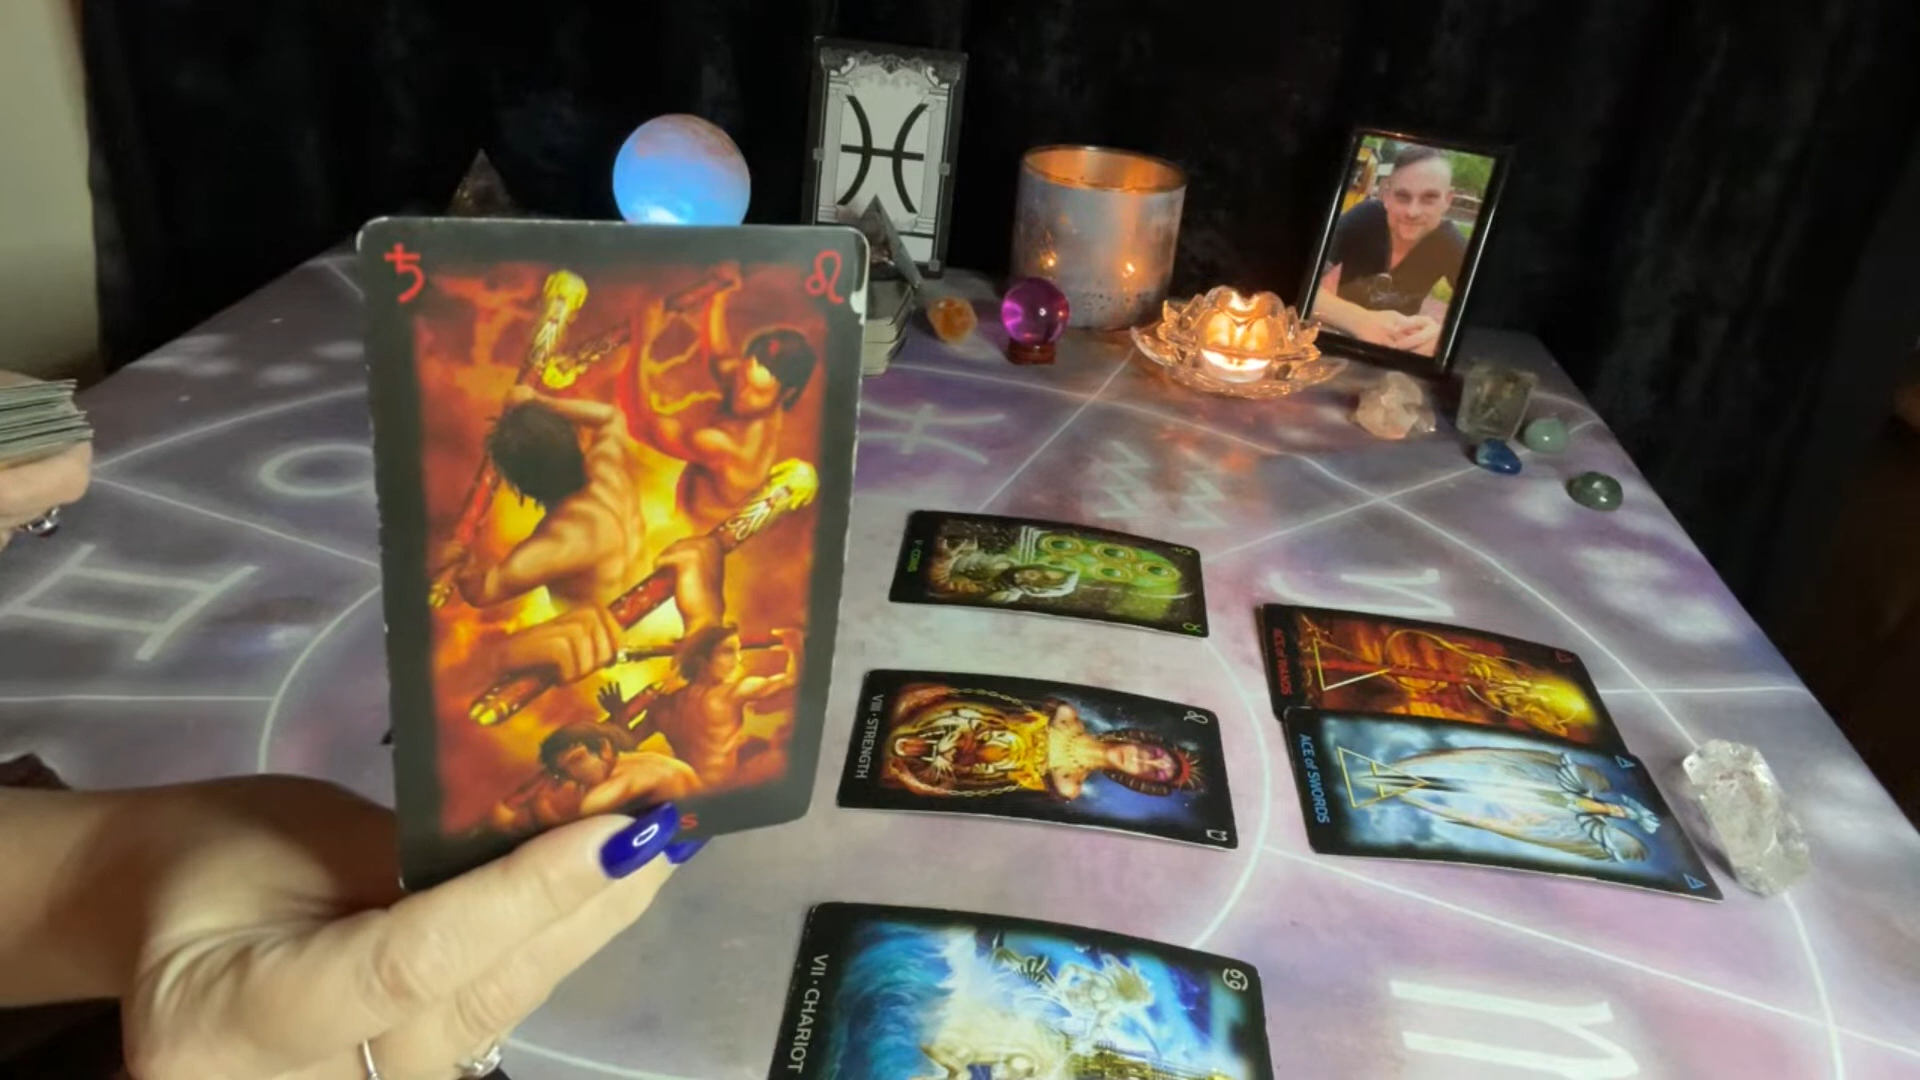 V · COINS
ACE of WANDS
VIII · STRENGTH
ACE of SWORDS
VII · CHARIOT
S